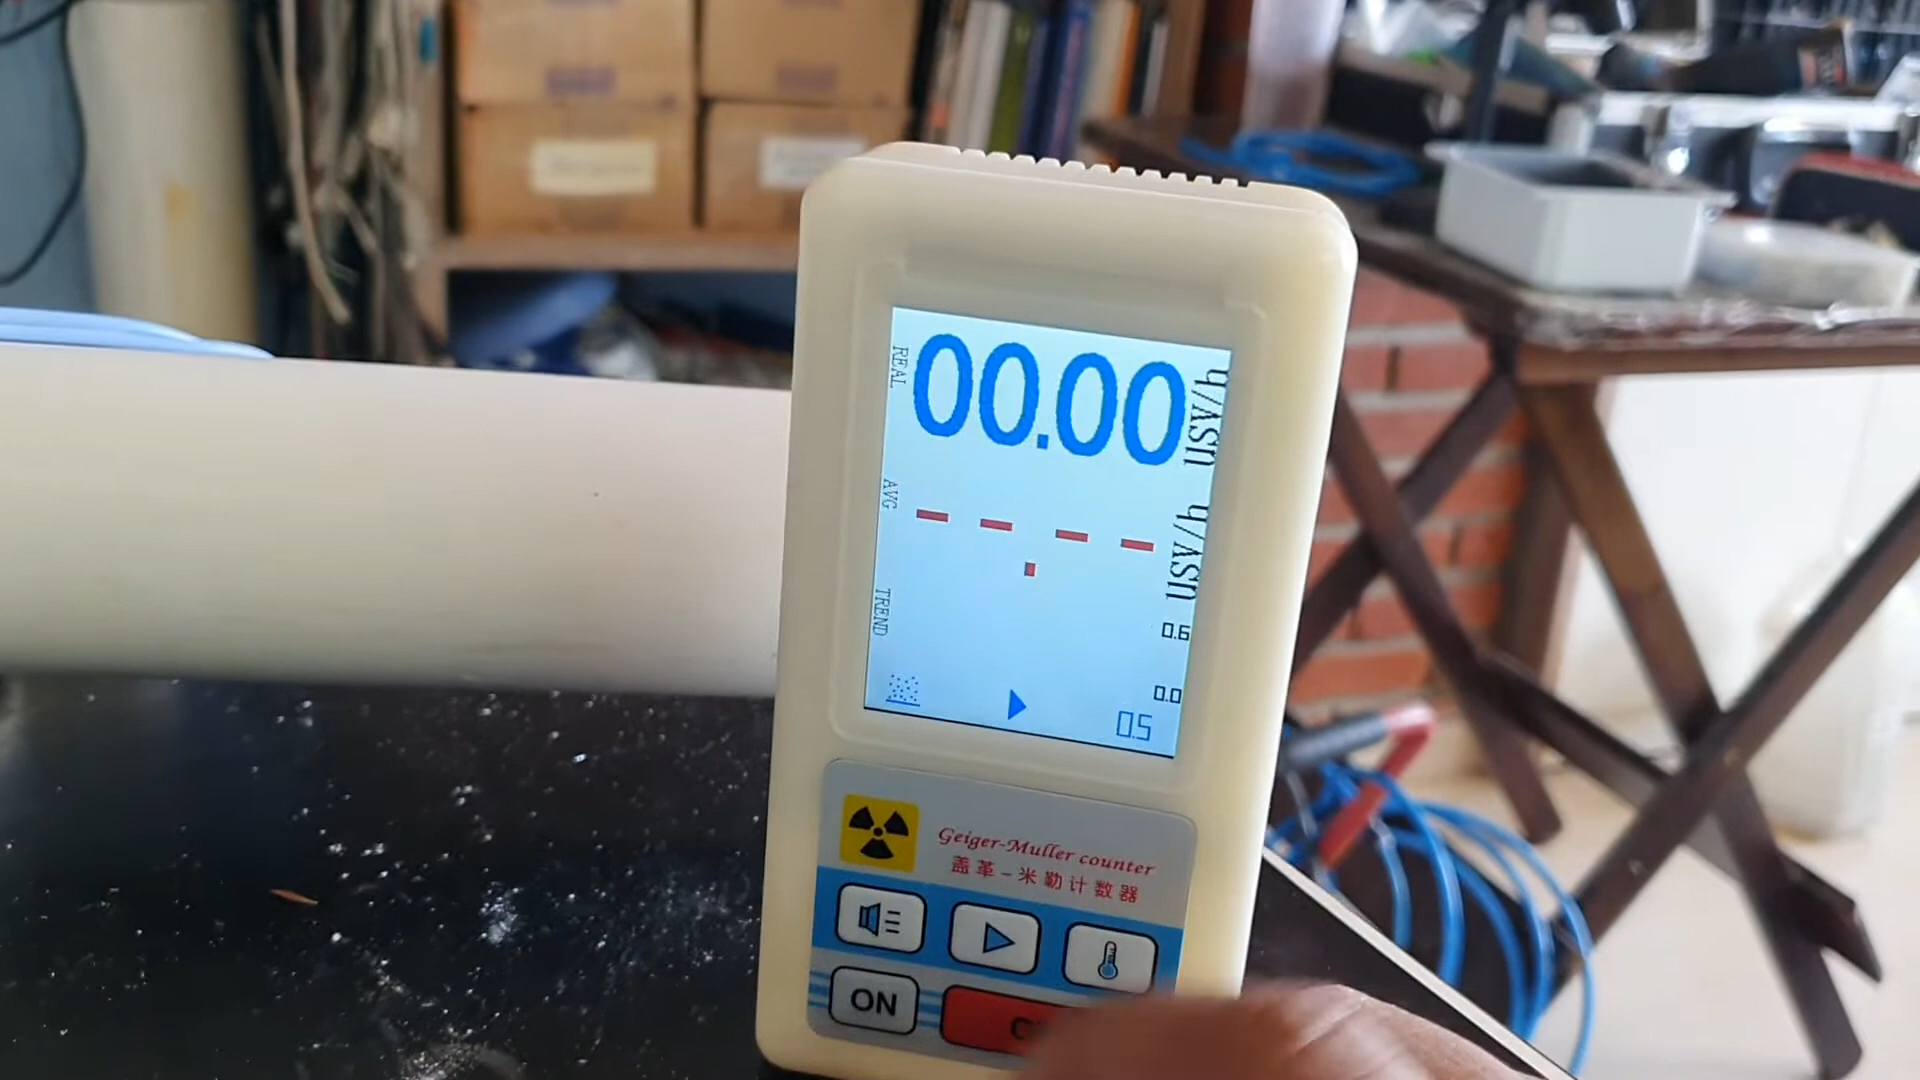 REAL
00.00
uSV/h
AVG
--.--
uSV/h
TREND
0.6
0.0
0.5
Geiger-Muller counter
盖革-米勒计数器
ON